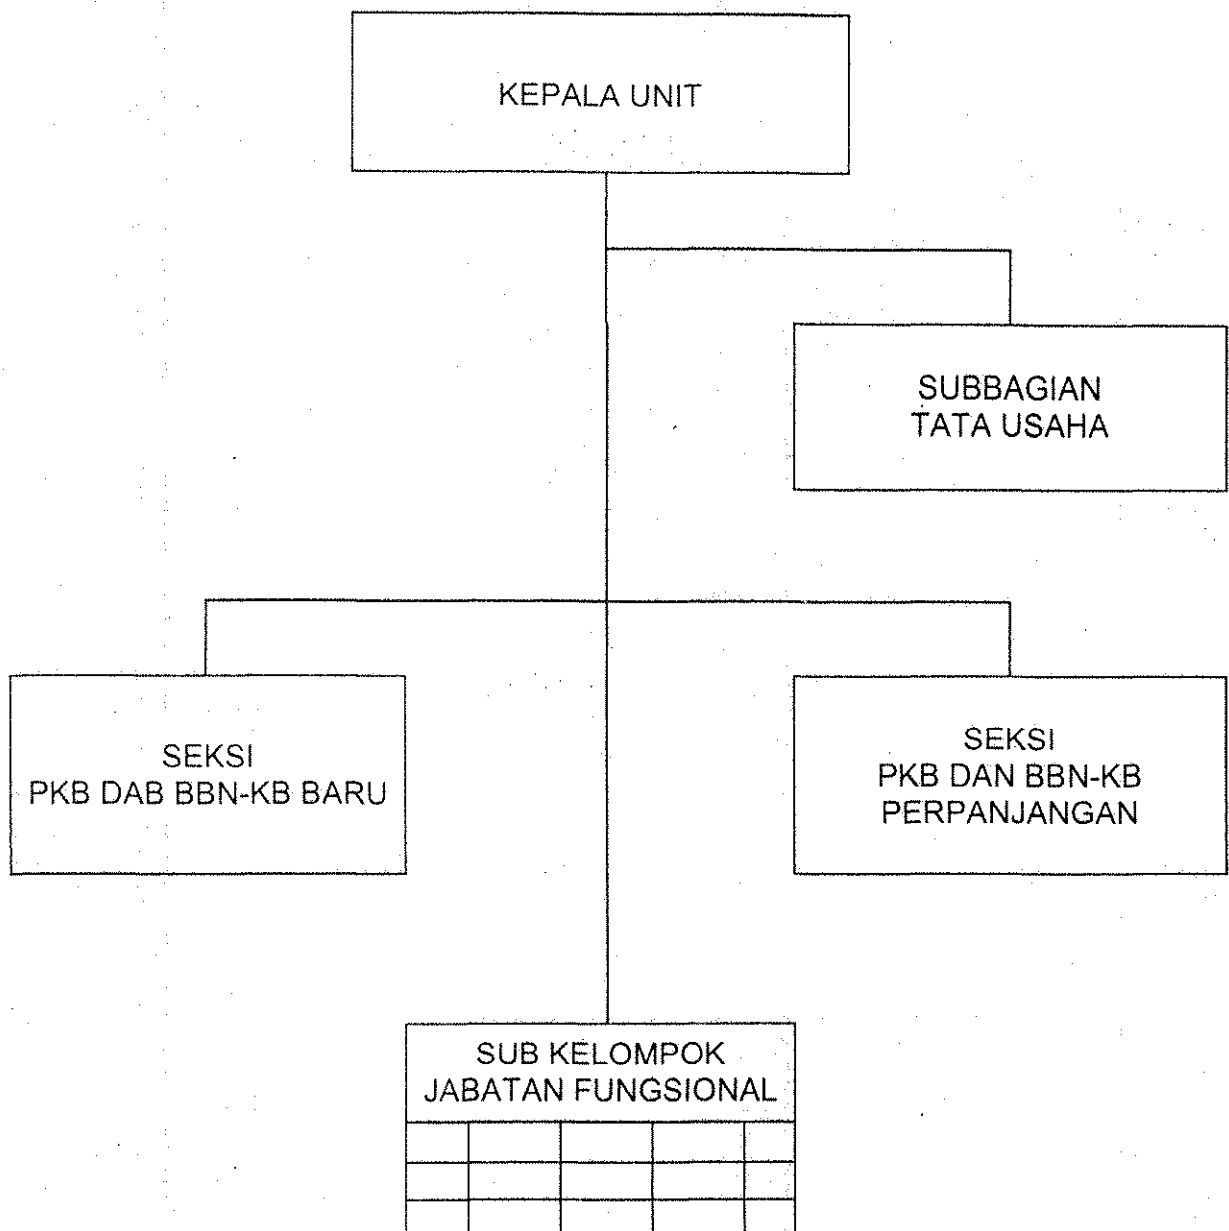 KEPALA UNIT
SUBBAGIAN
TATA USAHA
SEKSI
PKB DAB BBN-KB BARU
SEKSI
PKB DAN BBN-KB
PERPANJANGAN
SUB KELOMPOK
JABATAN FUNGSIONAL